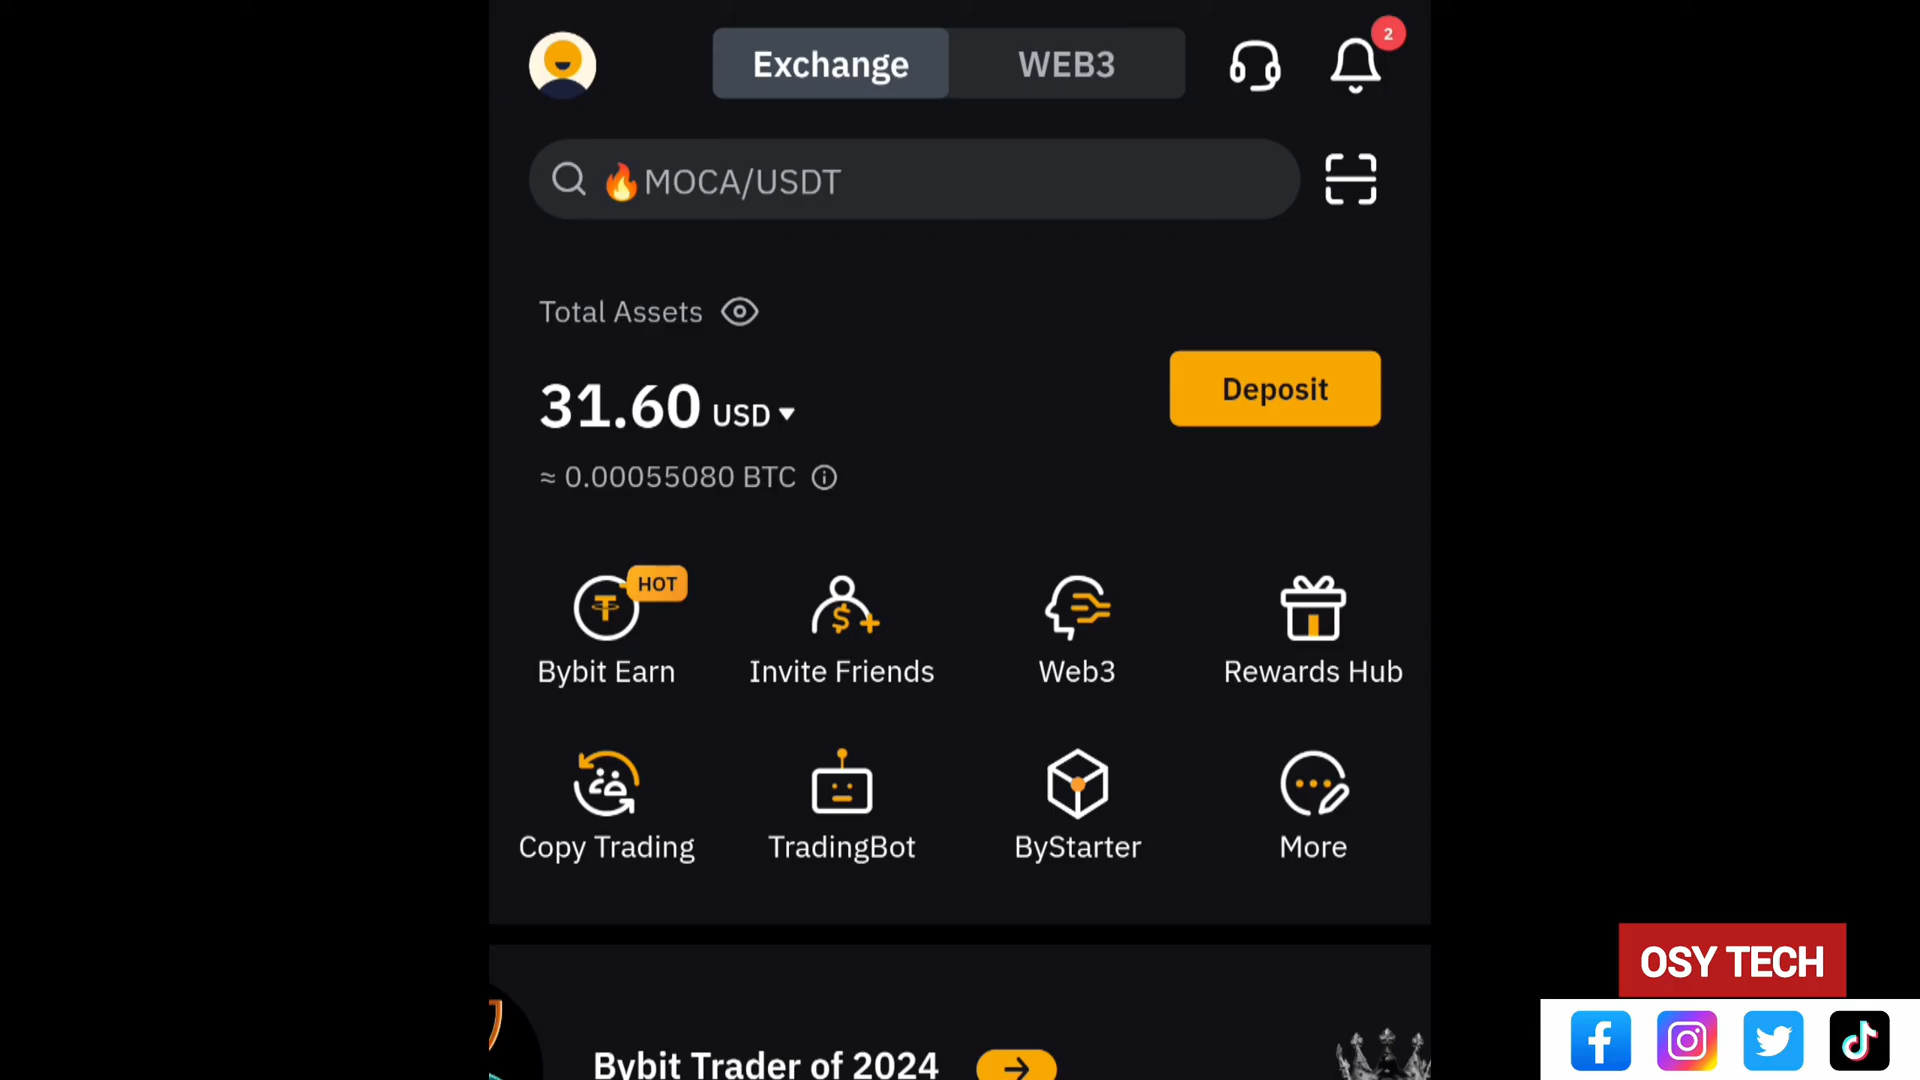 Exchange
WEB3
2
🔥MOCA/USDT
Total Assets
31.60 USD
Deposit
≈ 0.00055080 BTC
HOT
Bybit Earn
Invite Friends
Web3
Rewards Hub
Copy Trading
TradingBot
ByStarter
More
Bybit Trader of 2024
OSY TECH